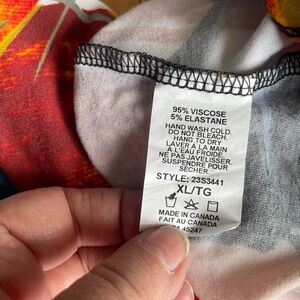 95% VISCOSE
5% ELASTANE
HAND WASH COLD.
DO NOT BLEACH.
HANG TO DRY
LAVER A LA MAIN
A L'EAU FROIDE
NE PAS JAVELISSER.
SUSPENDRE POUR
SECHER
STYLE: 23S3441
XL/TG
MADE IN CANADA
FAIT AU CANADA